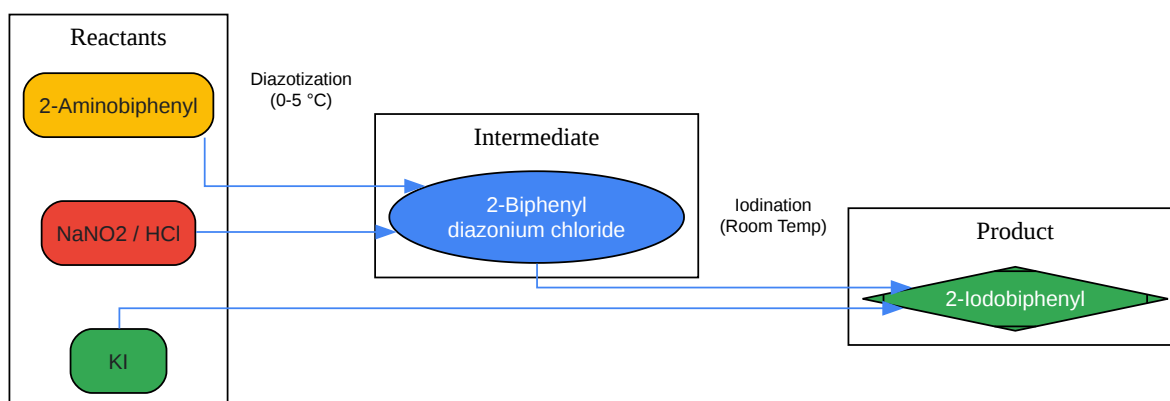 Reactants
2-Aminobiphenyl
NaNO2 / HCl
KI
Diazotization
(0-5 °C)
Intermediate
2-Biphenyl
diazonium chloride
Iodination
(Room Temp)
Product
2-Iodobiphenyl